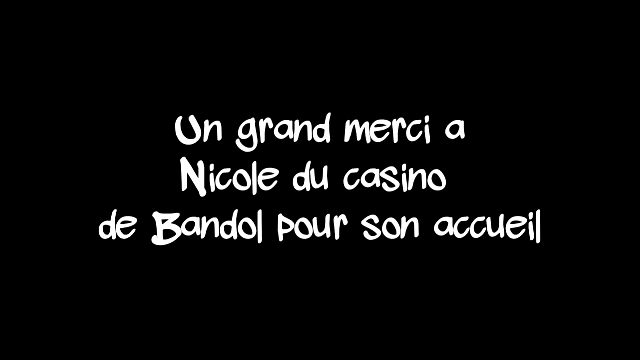 Un grand merci a
Nicole du casino
de Bandol pour son accueil